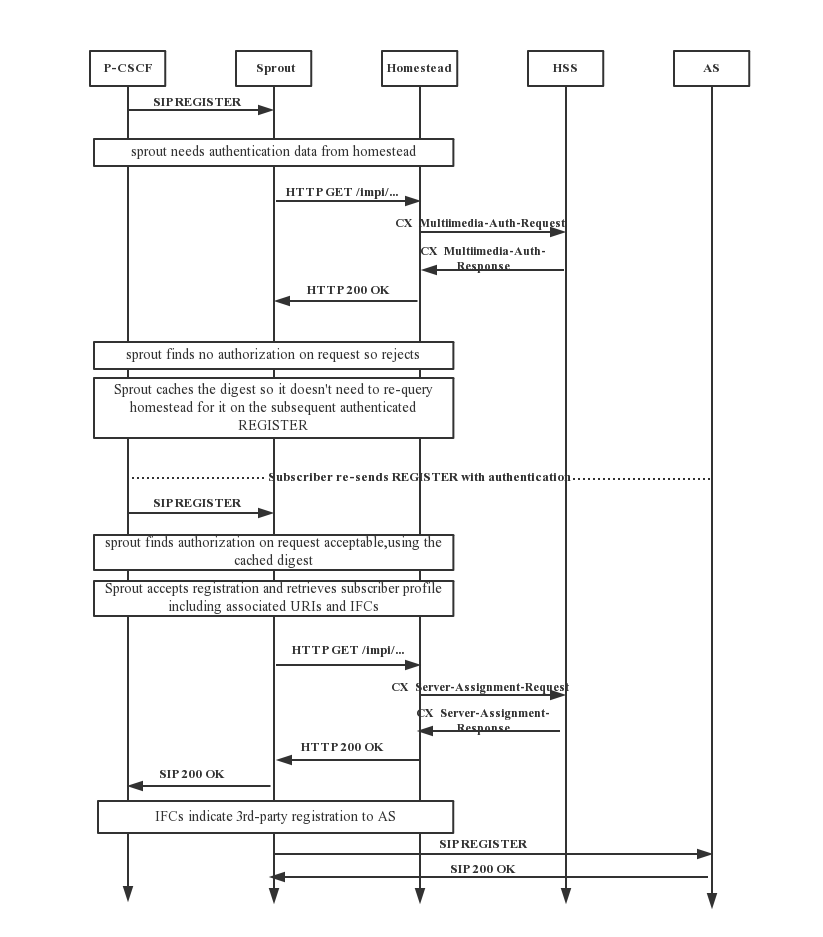 P-CSCF
Sprout
Homestead
HSS
AS
SIP REGISTER
sprout needs authentication data from homestead
HTTP GET /impi/...
CX Multiimedia-Auth-Request
CX Multiimedia-Auth-
Response
HTTP 200 OK
sprout finds no authorization on request so rejects
Sprout caches the digest so it doesn't need to re-query
homestead for it on the subsequent authenticated
REGISTER
Subscriber re-sends REGISTER with authentication
SIP REGISTER
sprout finds authorization on request acceptable,using the
cached digest
Sprout accepts registration and retrieves subscriber profile
including associated URIs and IFCs
HTTP GET /impi/...
CX Server-Assignment-Request
CX Server-Assignment-
Response
HTTP 200 OK
SIP 200 OK
IFCs indicate 3rd-party registration to AS
SIP REGISTER
SIP 200 OK